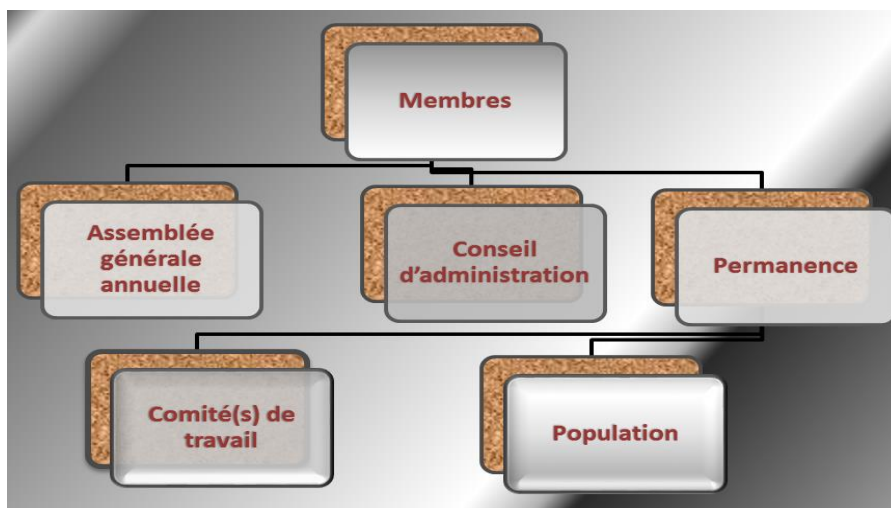 Membres
Assemblée
générale
annuelle
Conseil
d’administration
Permanence
Comité(s) de
travail
Population